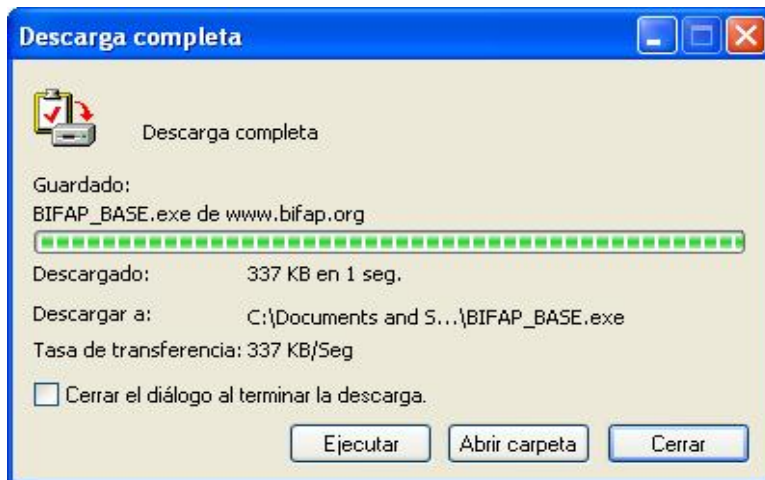 Descarga completa
Descarga completa
Guardado:
BIFAP_BASE.exe de www.bifap.org
Descargado: 337 KB en 1 seg.
Descargar a: C:\Documents and S...\BIFAP_BASE.exe
Tasa de transferencia: 337 KB/Seg
Cerrar el diálogo al terminar la descarga.
Ejecutar Abrir carpeta Cerrar